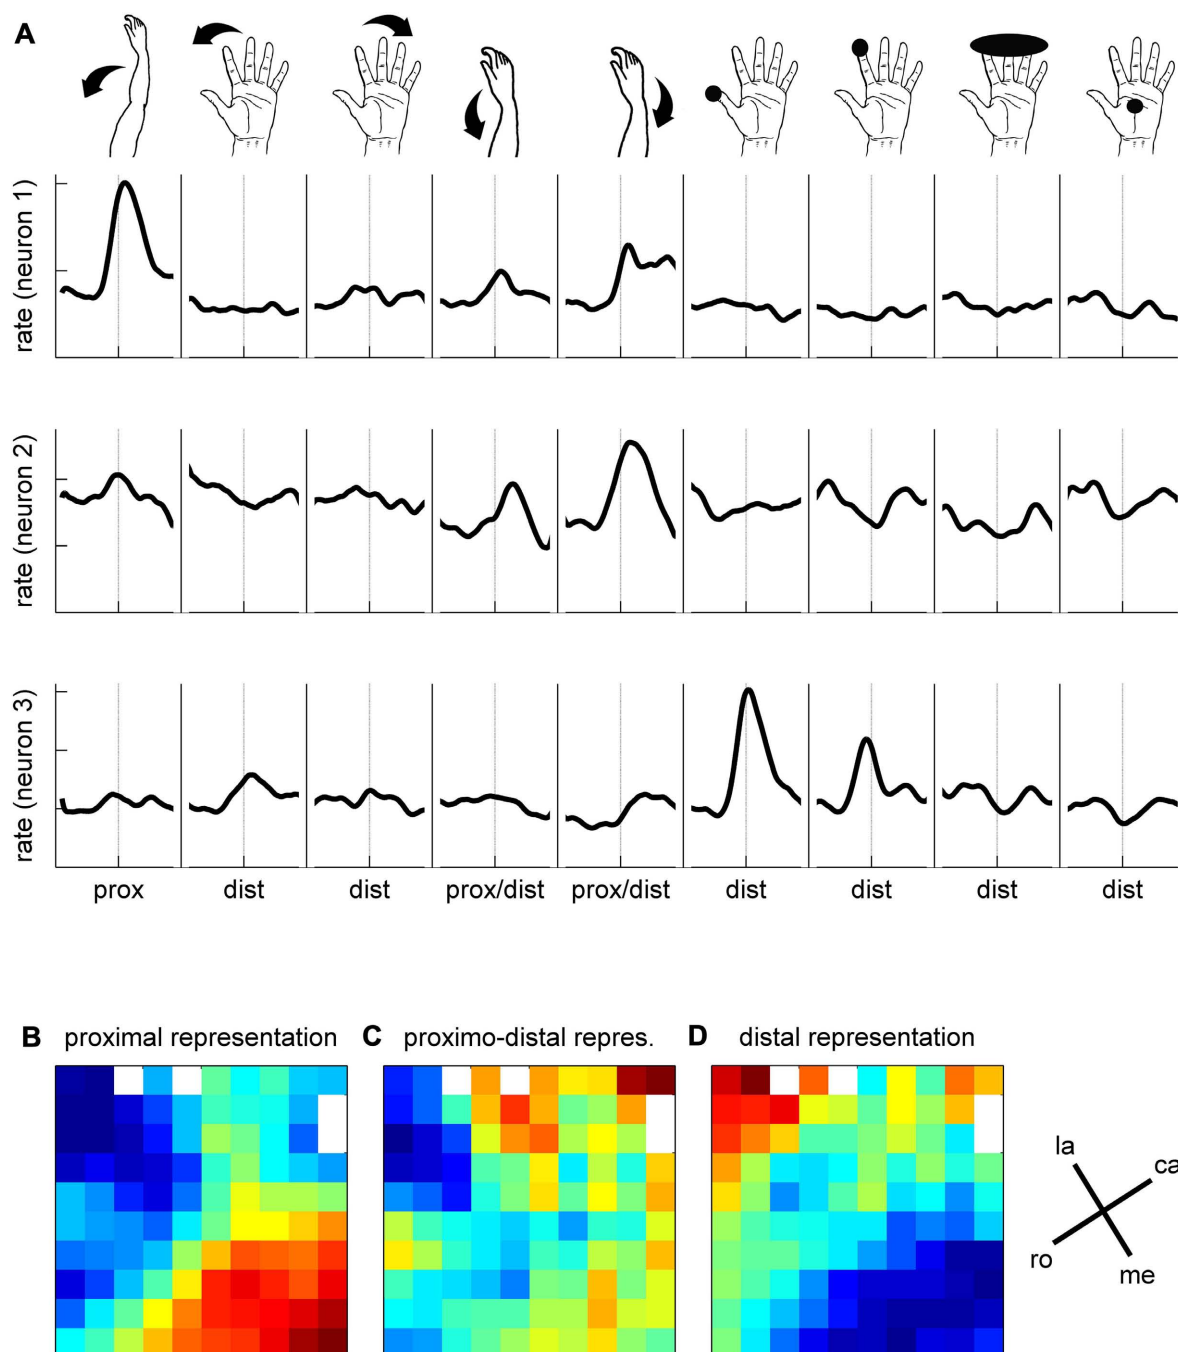 A
rate (neuron 1)
rate (neuron 2)
rate (neuron 3)
prox dist dist prox/dist prox/dist dist dist dist dist
B proximal representation C proximo-distal repres. D distal representation
la
ca
ro
me